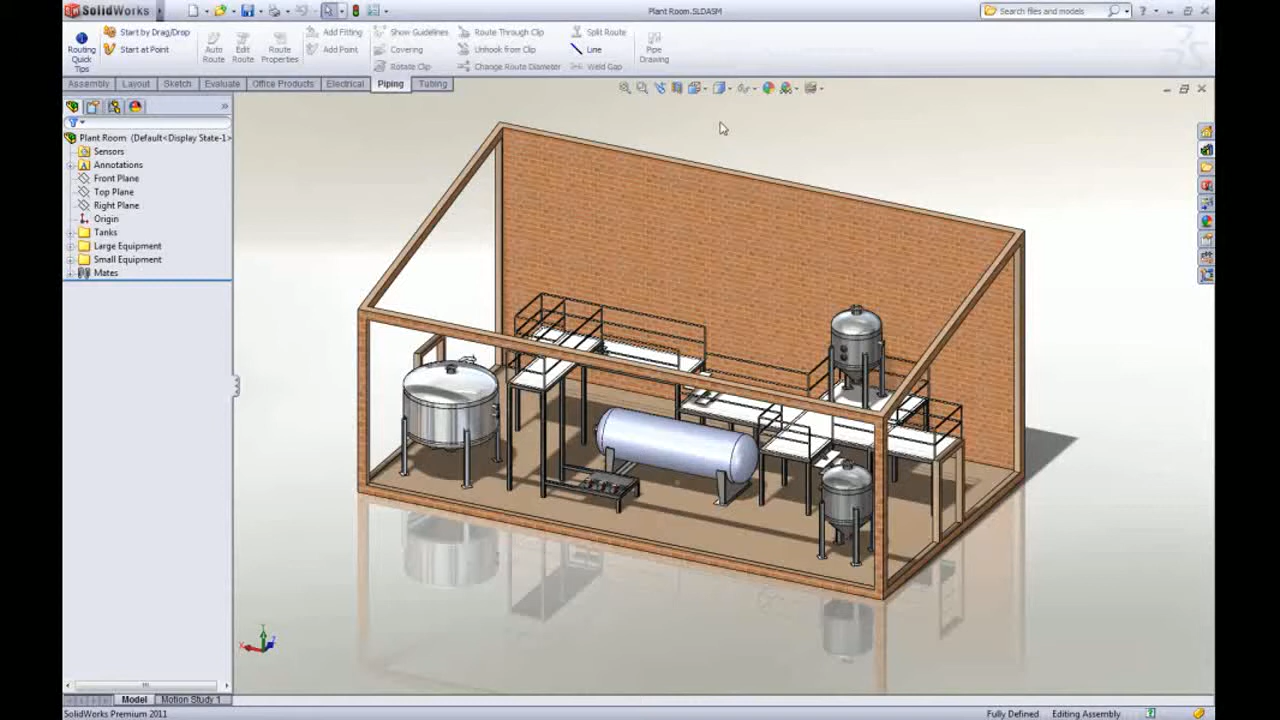 SolidWorks
Plant Room.SLDASM
Search files and models
Routing Quick Tips
Start by Drag/Drop
Start at Point
Auto Route
Edit Route
Route Properties
Add Fitting
Add Point
Show Guidelines
Covering
Rotate Clip
Route Through Clip
Unhook from Clip
Change Route Diameter
Split Route
Line
Weld Gap
Pipe Drawing
Assembly Layout Sketch Evaluate Office Products Electrical Piping Tubing
Plant Room (Default<Display State-1>
Sensors
Annotations
Front Plane
Top Plane
Right Plane
Origin
Tanks
Large Equipment
Small Equipment
Mates
Model Motion Study 1
SolidWorks Premium 2011
Fully Defined Editing Assembly